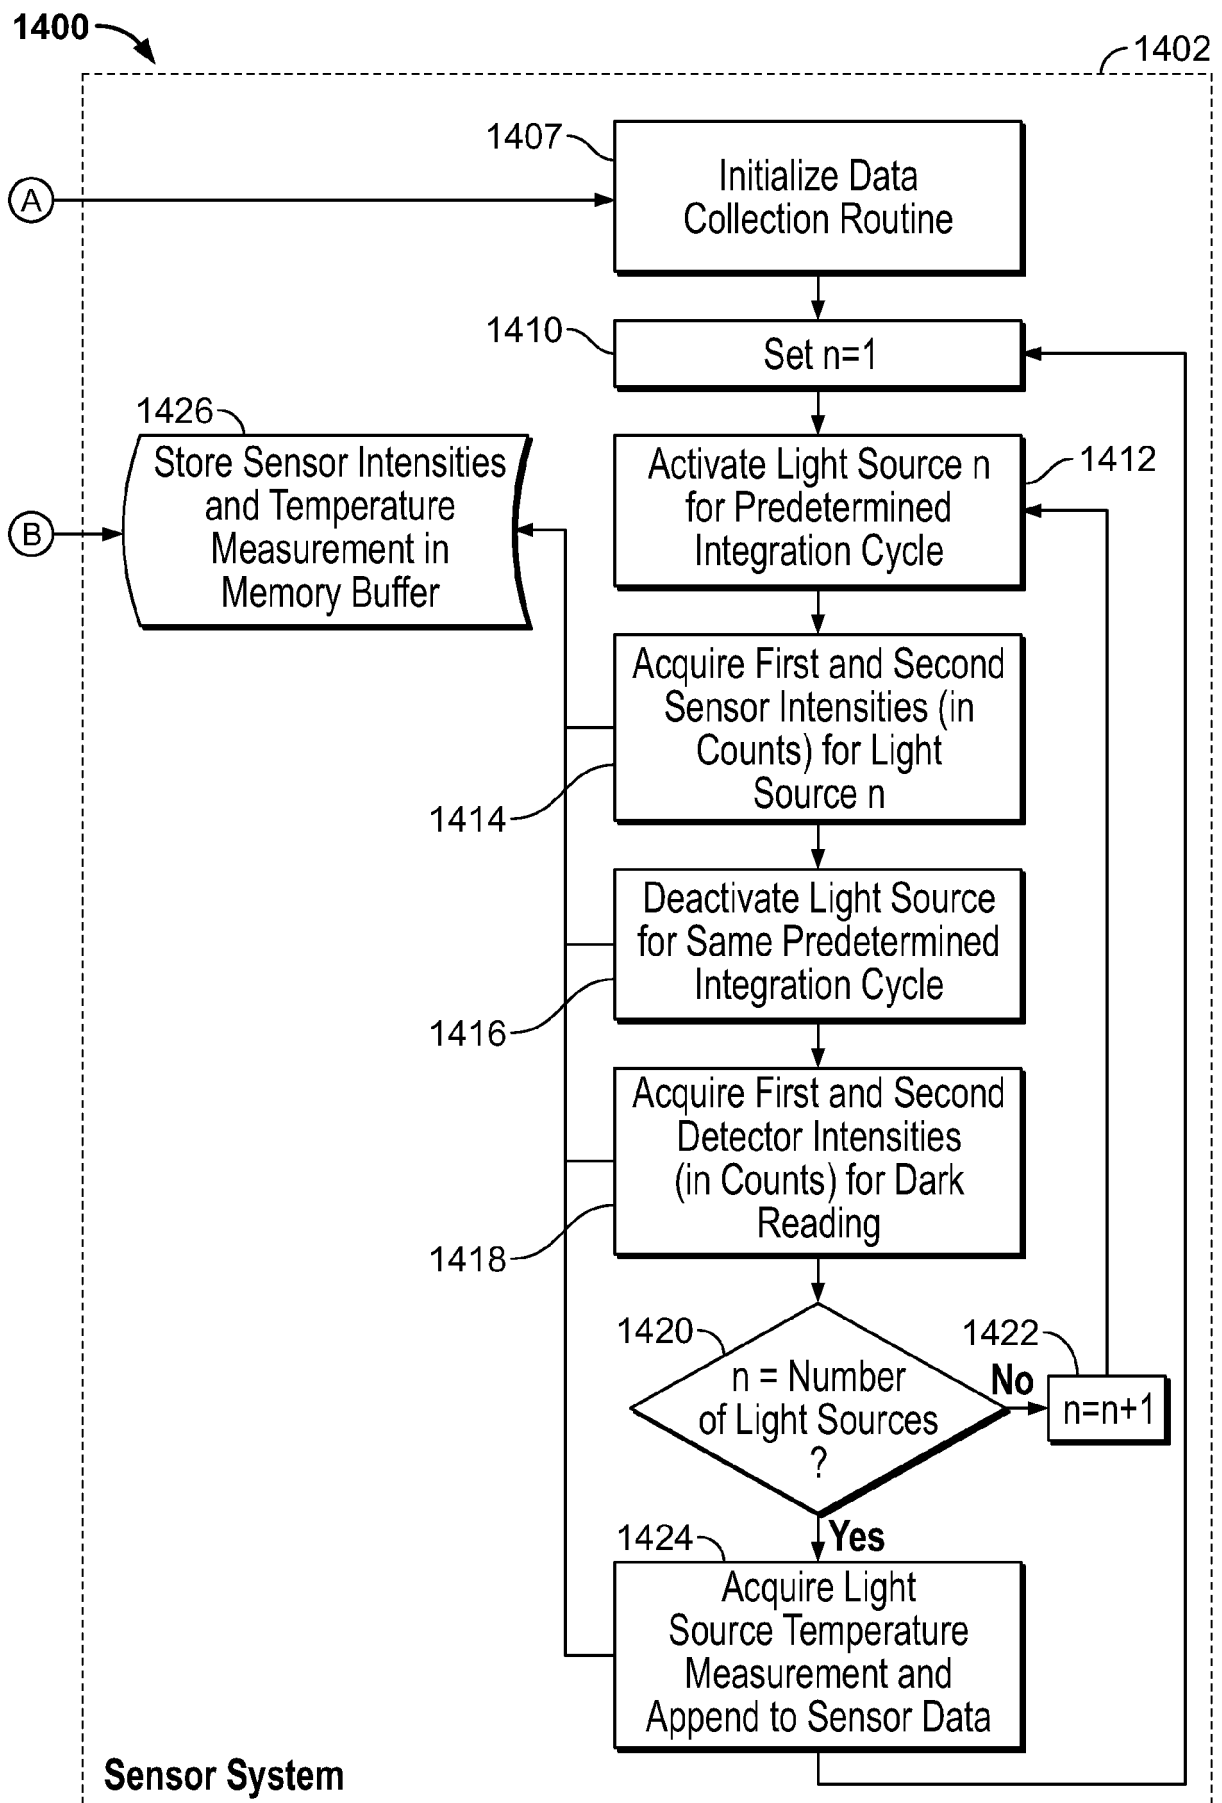 1400
1402
1407
A
Initialize Data
Collection Routine
1410
Set n=1
1426
Store Sensor Intensities
and Temperature
Measurement in
Memory Buffer
B
Activate Light Source n
for Predetermined
Integration Cycle
1412
Acquire First and Second
Sensor Intensities (in
Counts) for Light
Source n
1414
Deactivate Light Source
for Same Predetermined
Integration Cycle
1416
Acquire First and Second
Detector Intensities
(in Counts) for Dark
Reading
1418
1420
n = Number
of Light Sources
?
No
1422
n=n+1
Yes
1424
Acquire Light
Source Temperature
Measurement and
Append to Sensor Data
Sensor System